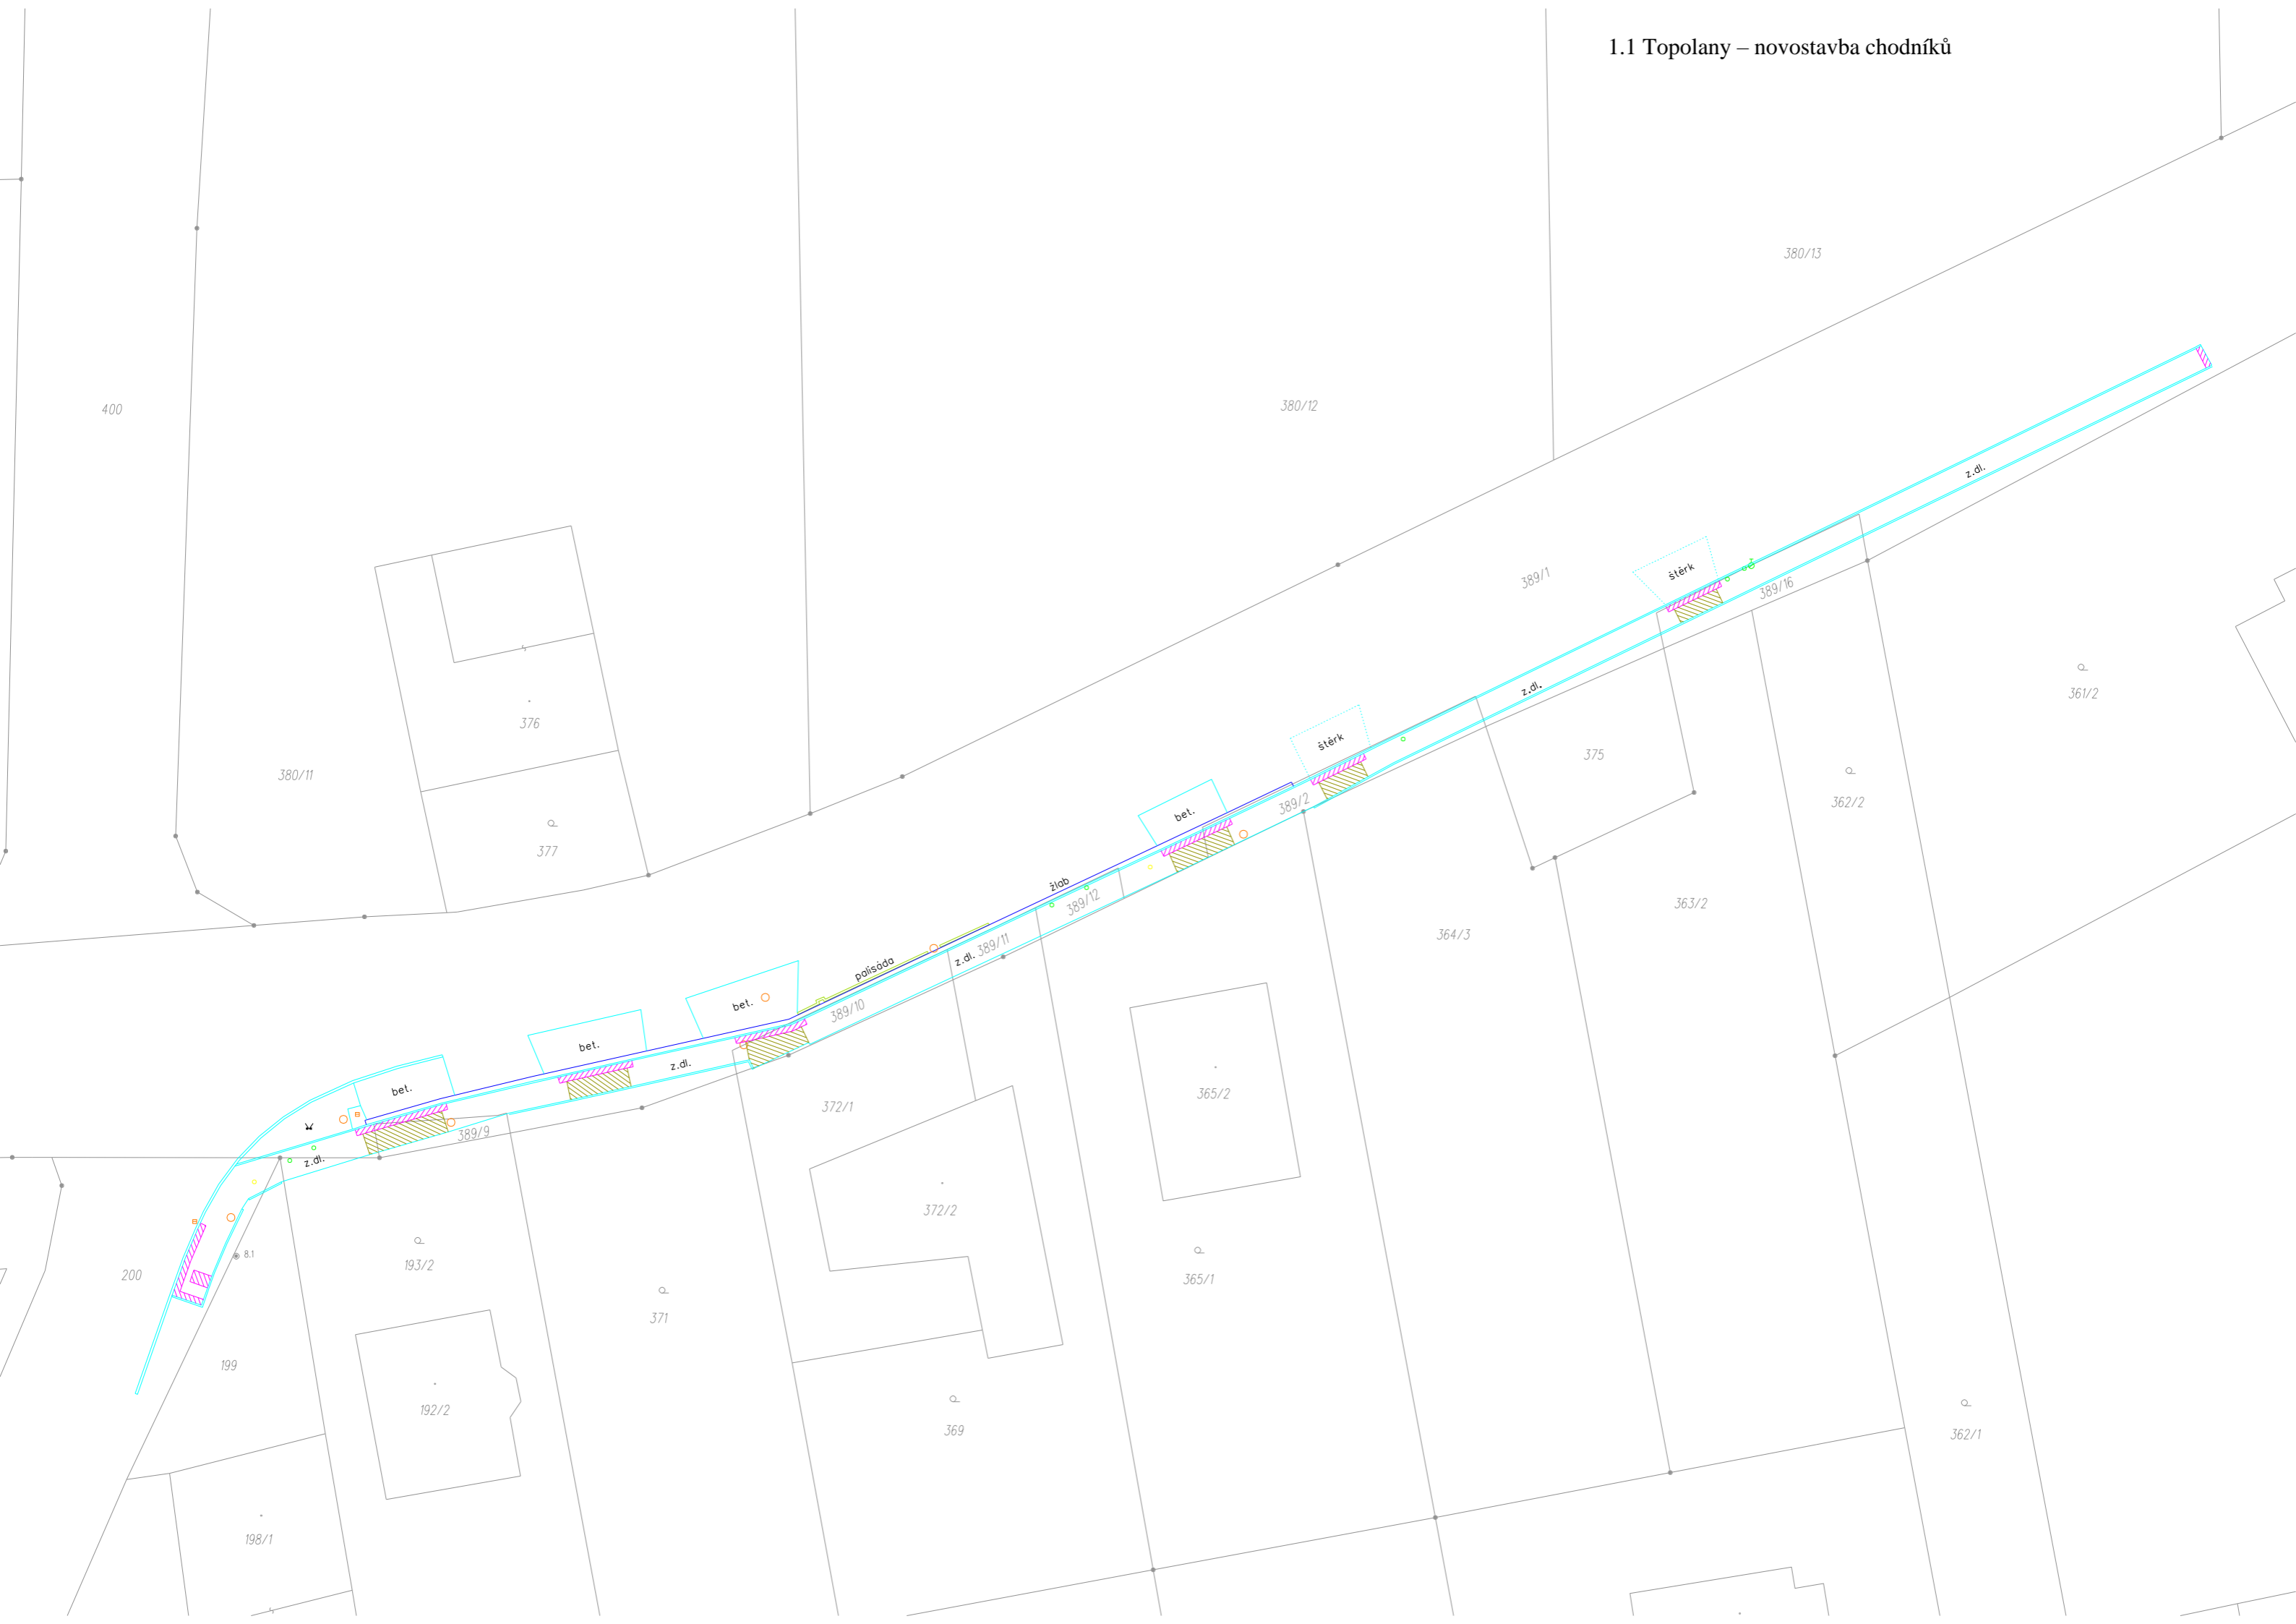 1.1 Topolany – novostavba chodníků
380/13
400
380/12
z.dl.
389/1
štěrk
389/16
361/2
376
z.dl.
štěrk
375
380/11
362/2
389/2
bet.
377
žlab
389/12
363/2
364/3
389/11
z.dl.
palisáda
bet.
389/10
bet.
z.dl.
bet.
365/2
372/1
389/9
z.dl.
372/2
8.1
193/2
200
365/1
371
199
192/2
369
362/1
198/1